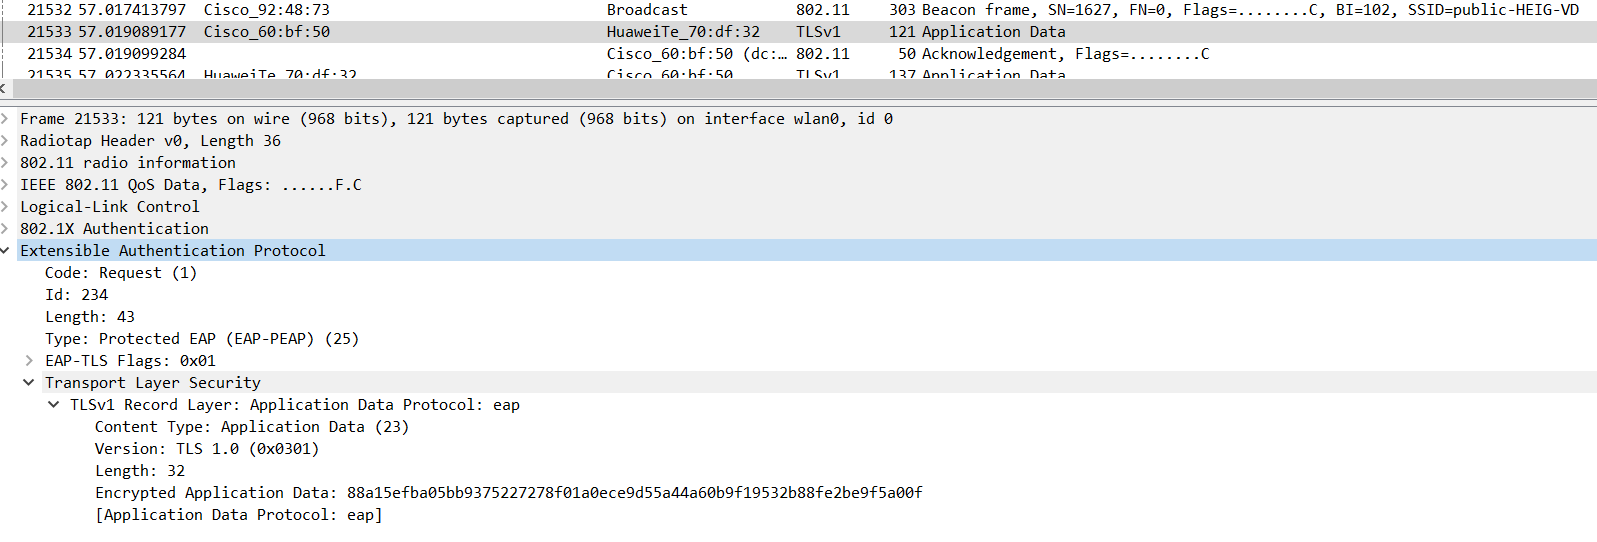 21532 57.017413797 Cisco_92:48:73 Broadcast 802.11 303 Beacon frame, SN=1627, FN=0, Flags=........C, BI=102, SSID=public-HEIG-VD
21533 57.019089177 Cisco_60:bf:50 HuaweiTe_70:df:32 TLSv1 121 Application Data
21534 57.019099284 Cisco_60:bf:50 (dc:… 802.11 50 Acknowledgement, Flags=........C
21535 57.022335564 HuaweiTe_70:df:32 Cisco_60:bf:50 TLSv1 137 Application Data
Frame 21533: 121 bytes on wire (968 bits), 121 bytes captured (968 bits) on interface wlan0, id 0
Radiotap Header v0, Length 36
802.11 radio information
IEEE 802.11 QoS Data, Flags: ......F.C
Logical-Link Control
802.1X Authentication
Extensible Authentication Protocol
Code: Request (1)
Id: 234
Length: 43
Type: Protected EAP (EAP-PEAP) (25)
EAP-TLS Flags: 0x01
Transport Layer Security
TLSv1 Record Layer: Application Data Protocol: eap
Content Type: Application Data (23)
Version: TLS 1.0 (0x0301)
Length: 32
Encrypted Application Data: 88a15efba05bb9375227278f01a0ece9d55a44a60b9f19532b88fe2be9f5a00f
[Application Data Protocol: eap]